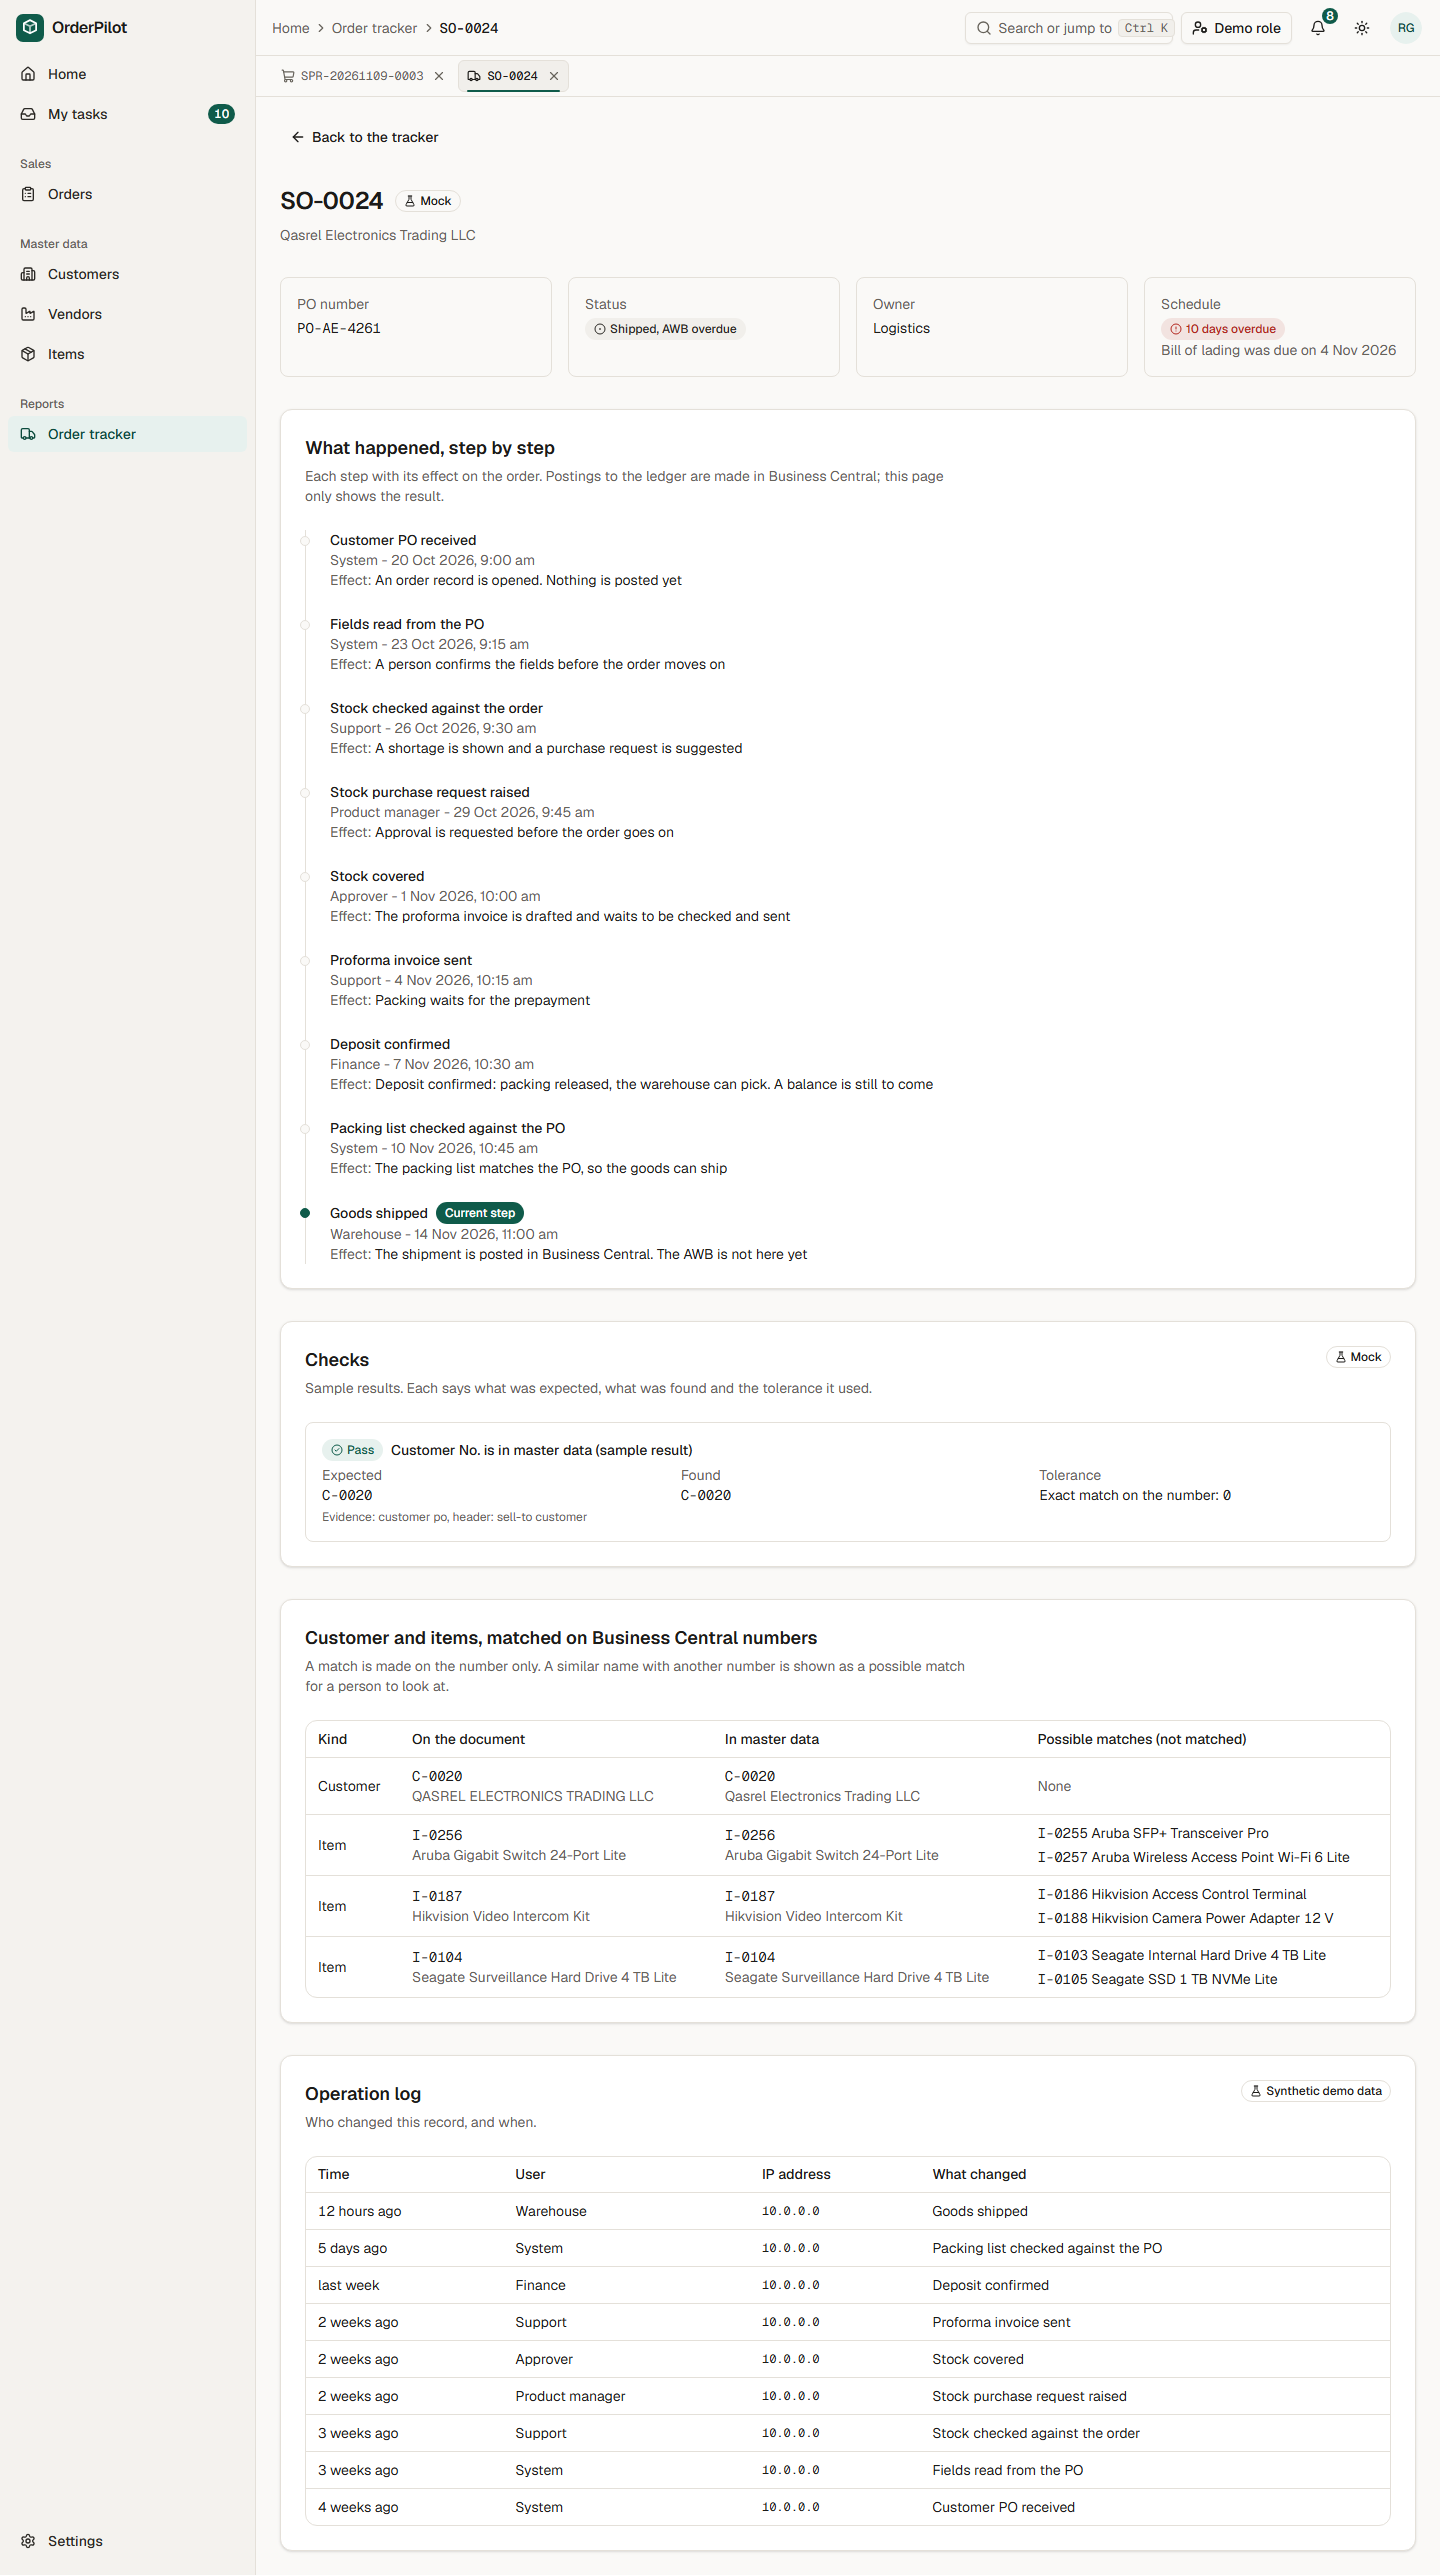 OrderPilot
Home
My tasks
10
Sales
Orders
Master data
Customers
Vendors
Items
Reports
Order tracker
Settings
Home > Order tracker > SO-0024
Search or jump to
Ctrl K
Demo role
8
RG
SPR-20261109-0003
SO-0024
Back to the tracker
SO-0024
Mock
Qasrel Electronics Trading LLC
PO number
PO-AE-4261
Status
Shipped, AWB overdue
Owner
Logistics
Schedule
10 days overdue
Bill of lading was due on 4 Nov 2026
What happened, step by step
Each step with its effect on the order. Postings to the ledger are made in Business Central; this page
only shows the result.
Customer PO received
System - 20 Oct 2026, 9:00 am
Effect: An order record is opened. Nothing is posted yet
Fields read from the PO
System - 23 Oct 2026, 9:15 am
Effect: A person confirms the fields before the order moves on
Stock checked against the order
Support - 26 Oct 2026, 9:30 am
Effect: A shortage is shown and a purchase request is suggested
Stock purchase request raised
Product manager - 29 Oct 2026, 9:45 am
Effect: Approval is requested before the order goes on
Stock covered
Approver - 1 Nov 2026, 10:00 am
Effect: The proforma invoice is drafted and waits to be checked and sent
Proforma invoice sent
Support - 4 Nov 2026, 10:15 am
Effect: Packing waits for the prepayment
Deposit confirmed
Finance - 7 Nov 2026, 10:30 am
Effect: Deposit confirmed: packing released, the warehouse can pick. A balance is still to come
Packing list checked against the PO
System - 10 Nov 2026, 10:45 am
Effect: The packing list matches the PO, so the goods can ship
Goods shipped
Current step
Warehouse - 14 Nov 2026, 11:00 am
Effect: The shipment is posted in Business Central. The AWB is not here yet
Checks
Mock
Sample results. Each says what was expected, what was found and the tolerance it used.
Pass
Customer No. is in master data (sample result)
Expected
Found
Tolerance
C-0020
C-0020
Exact match on the number: 0
Evidence: customer po, header: sell-to customer
Customer and items, matched on Business Central numbers
A match is made on the number only. A similar name with another number is shown as a possible match
for a person to look at.
Kind
On the document
In master data
Possible matches (not matched)
Customer
C-0020
QASREL ELECTRONICS TRADING LLC
C-0020
Qasrel Electronics Trading LLC
None
Item
I-0256
Aruba Gigabit Switch 24-Port Lite
I-0256
Aruba Gigabit Switch 24-Port Lite
I-0255 Aruba SFP+ Transceiver Pro
I-0257 Aruba Wireless Access Point Wi-Fi 6 Lite
Item
I-0187
Hikvision Video Intercom Kit
I-0187
Hikvision Video Intercom Kit
I-0186 Hikvision Access Control Terminal
I-0188 Hikvision Camera Power Adapter 12 V
Item
I-0104
Seagate Surveillance Hard Drive 4 TB Lite
I-0104
Seagate Surveillance Hard Drive 4 TB Lite
I-0103 Seagate Internal Hard Drive 4 TB Lite
I-0105 Seagate SSD 1 TB NVMe Lite
Operation log
Synthetic demo data
Who changed this record, and when.
Time
User
IP address
What changed
12 hours ago
Warehouse
10.0.0.0
Goods shipped
5 days ago
System
10.0.0.0
Packing list checked against the PO
last week
Finance
10.0.0.0
Deposit confirmed
2 weeks ago
Support
10.0.0.0
Proforma invoice sent
2 weeks ago
Approver
10.0.0.0
Stock covered
2 weeks ago
Product manager
10.0.0.0
Stock purchase request raised
3 weeks ago
Support
10.0.0.0
Stock checked against the order
3 weeks ago
System
10.0.0.0
Fields read from the PO
4 weeks ago
System
10.0.0.0
Customer PO received